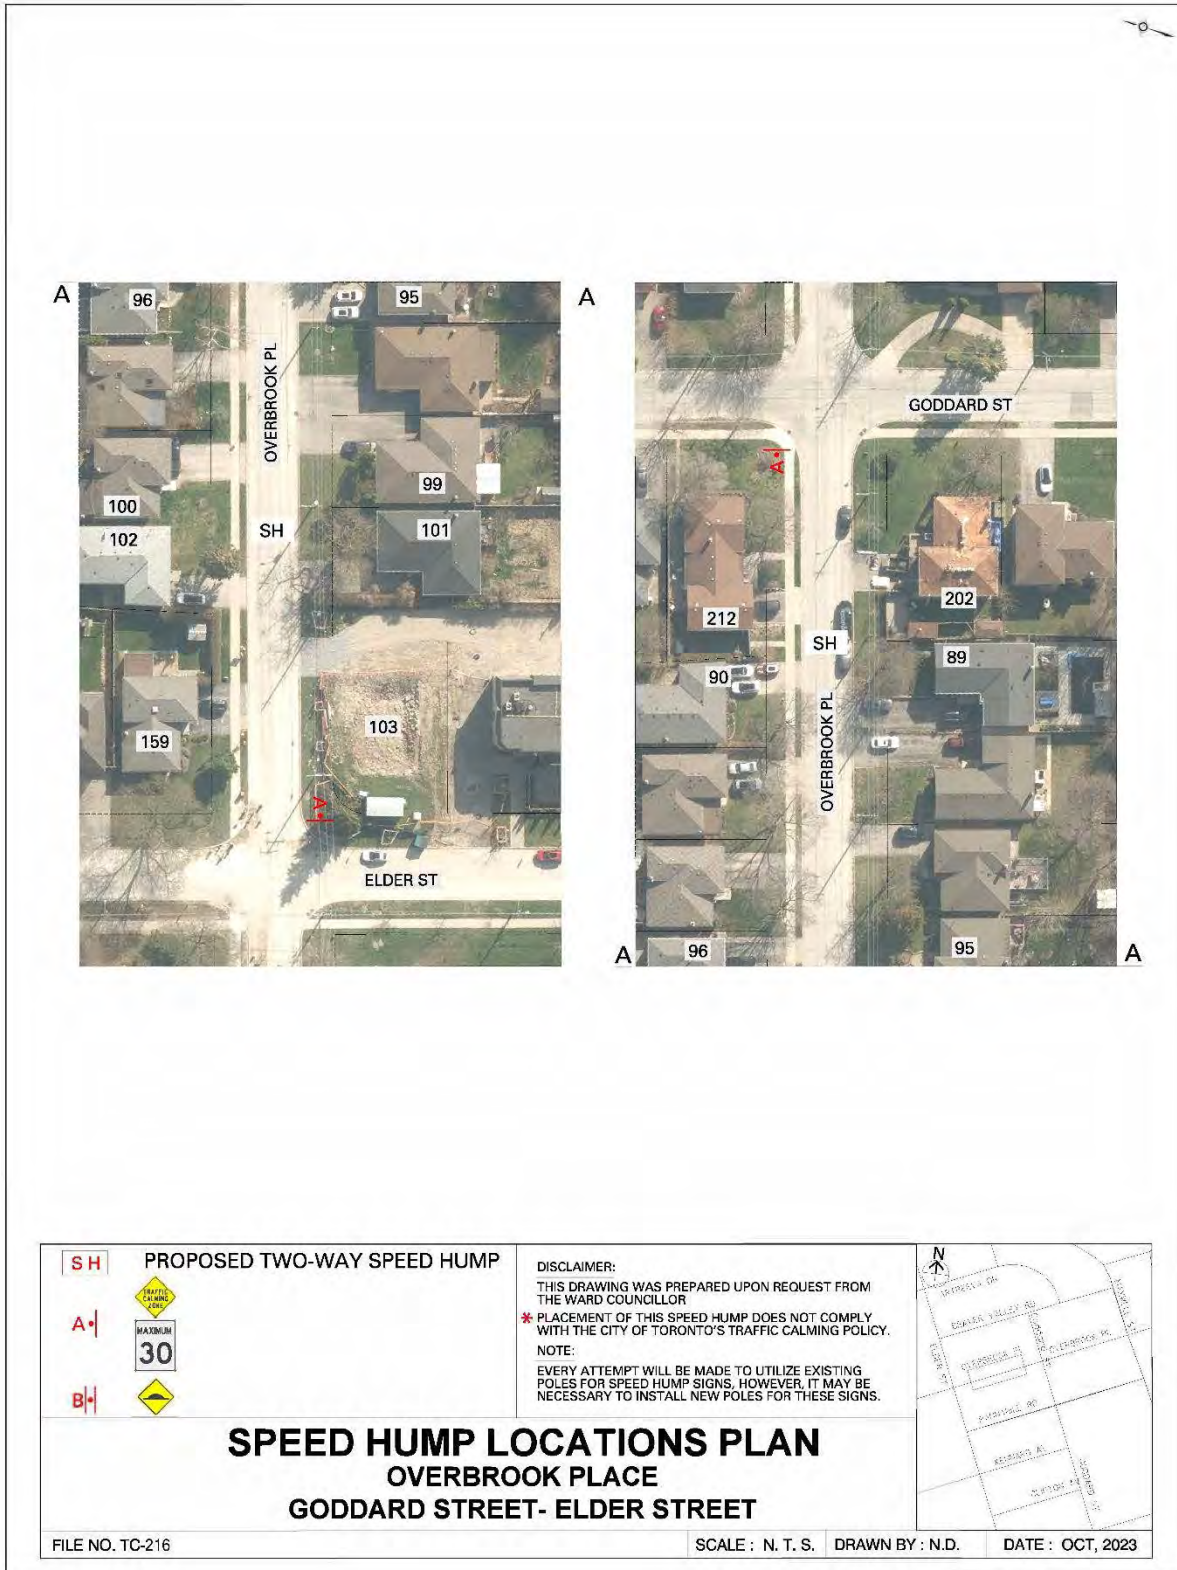 A
96
95
OVERBROOK PL
99
100
SH
101
102
103
159
A
ELDER ST
A
GODDARD ST
A
202
212
SH
89
90
OVERBROOK PL
A
96
95
A
SH
PROPOSED TWO-WAY SPEED HUMP
TRAFFIC
CALMING
ZONE
A
MAXIMUM
30
B
DISCLAIMER:
THIS DRAWING WAS PREPARED UPON REQUEST FROM
THE WARD COUNCILLOR
* PLACEMENT OF THIS SPEED HUMP DOES NOT COMPLY
WITH THE CITY OF TORONTO'S TRAFFIC CALMING POLICY.
NOTE:
EVERY ATTEMPT WILL BE MADE TO UTILIZE EXISTING
POLES FOR SPEED HUMP SIGNS, HOWEVER, IT MAY BE
NECESSARY TO INSTALL NEW POLES FOR THESE SIGNS.
N
SPEED HUMP LOCATIONS PLAN
OVERBROOK PLACE
GODDARD STREET- ELDER STREET
FILE NO. TC-216
SCALE : N. T. S.
DRAWN BY : N.D.
DATE : OCT, 2023